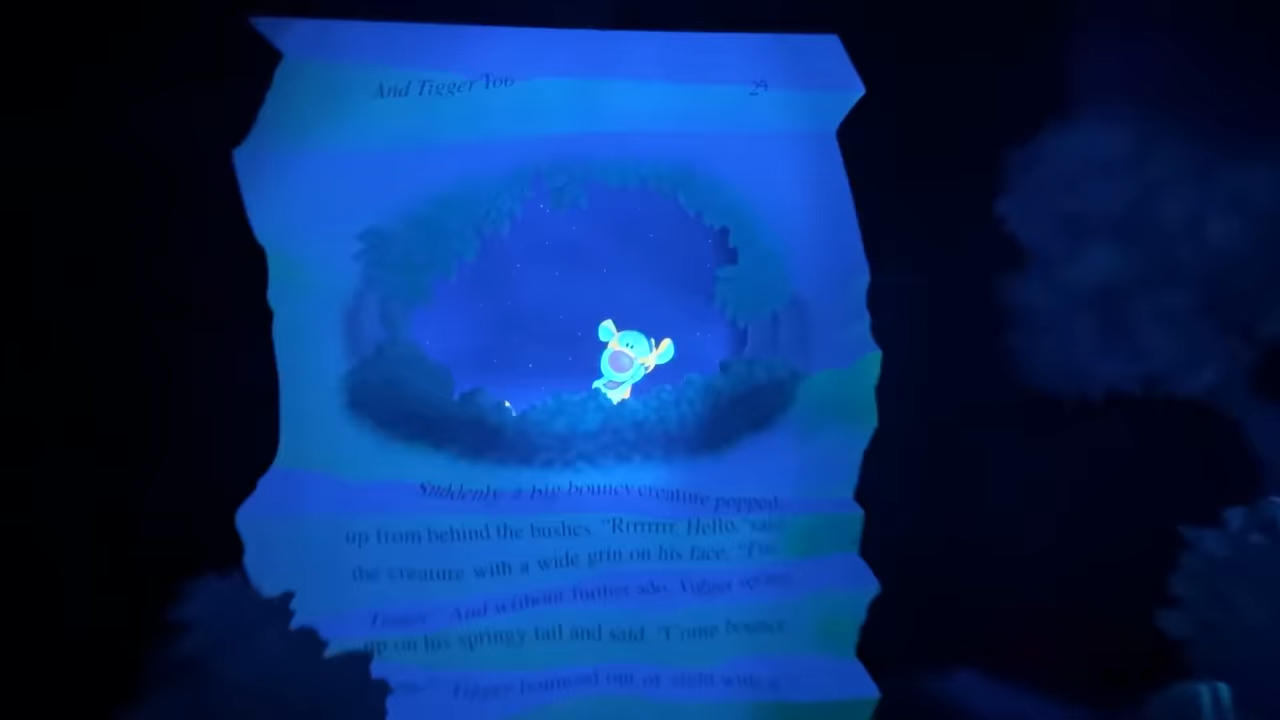 And Tigger Too 29
Suddenly a big bouncy creature popped
up from behind the bushes. "Rrrrrrr. Hello," said
the creature with a wide grin on his face. "I'm
Tigger." And without further ado, Tigger sprang
up on his springy tail and said, "Come bounce
Tigger bounced out of sight with a